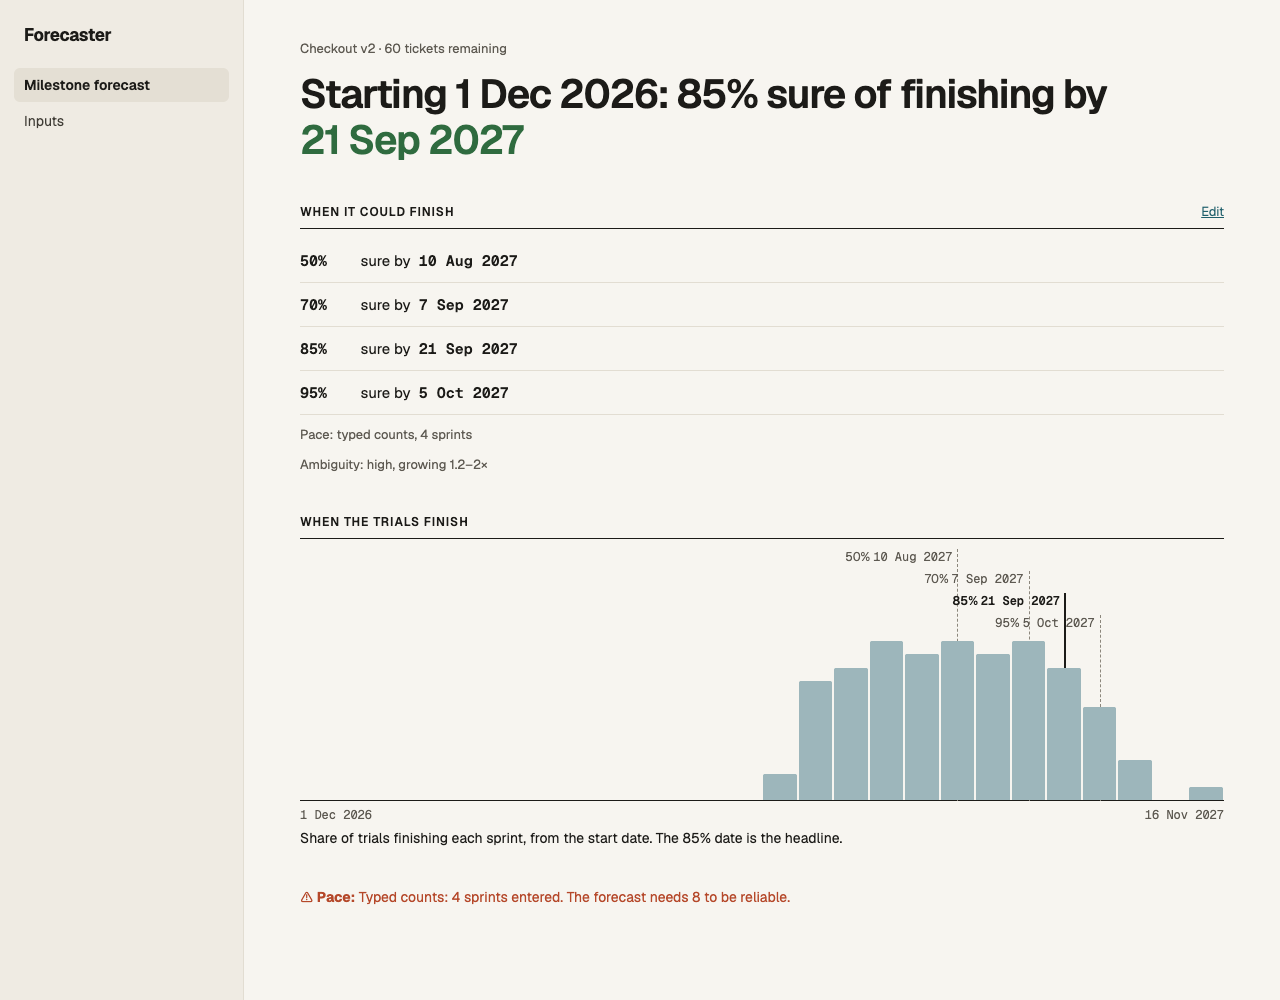 Forecaster
Milestone forecast
Inputs
Checkout v2 · 60 tickets remaining
Starting 1 Dec 2026: 85% sure of finishing by
21 Sep 2027
WHEN IT COULD FINISH
Edit
50% sure by 10 Aug 2027
70% sure by 7 Sep 2027
85% sure by 21 Sep 2027
95% sure by 5 Oct 2027
Pace: typed counts, 4 sprints
Ambiguity: high, growing 1.2–2×
WHEN THE TRIALS FINISH
50% 10 Aug 2027
70% 7 Sep 2027
85% 21 Sep 2027
95% 5 Oct 2027
1 Dec 2026
16 Nov 2027
Share of trials finishing each sprint, from the start date. The 85% date is the headline.
⚠ Pace: Typed counts: 4 sprints entered. The forecast needs 8 to be reliable.